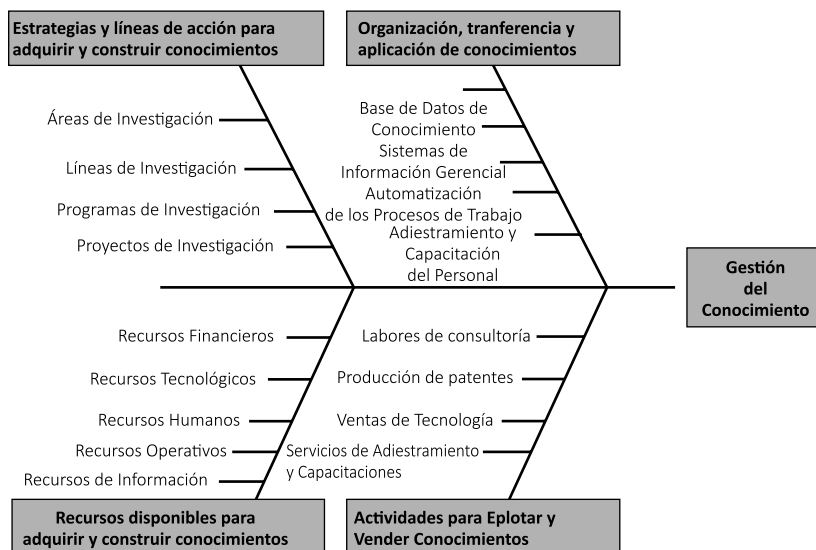 Estrategias y líneas de acción para
adquirir y construir conocimientos
Áreas de Investigación
Líneas de Investigación
Programas de Investigación
Proyectos de Investigación
Organización, tranferencia y
aplicación de conocimientos
Base de Datos de
Conocimiento
Sistemas de
Información Gerencial
Automatización
de los Procesos de Trabajo
Adiestramiento y
Capacitación
del Personal
Gestión
del
Conocimiento
Recursos Financieros
Recursos Tecnológicos
Recursos Humanos
Recursos Operativos
Recursos de Información
Recursos disponibles para
adquirir y construir conocimientos
Labores de consultoría
Producción de patentes
Ventas de Tecnología
Servicios de Adiestramiento
y Capacitaciones
Actividades para Eplotar y
Vender Conocimientos